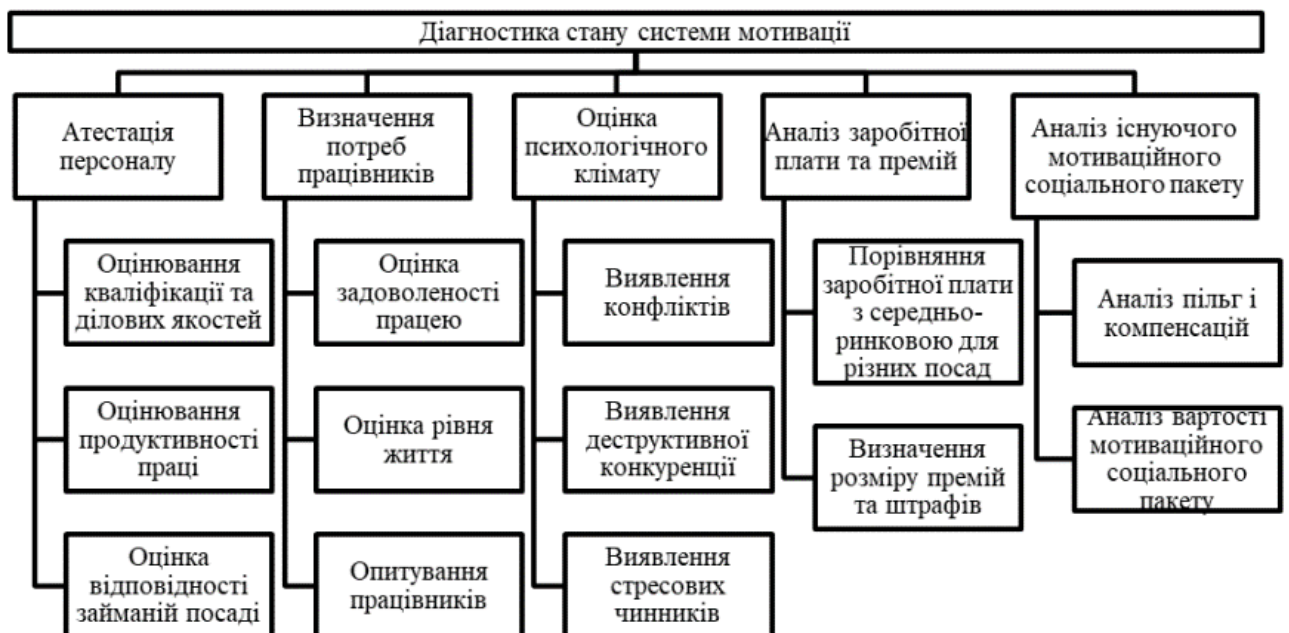 Діагностика стану системи мотивації
Атестація
персоналу
Оцінювання
кваліфікації та
ділових якостей
Оцінювання
продуктивності
праці
Оцінка
відповідності
займаній посаді
Визначення
потреб
працівників
Оцінка
задоволеності
працею
Оцінка рівня
життя
Опитування
працівників
Оцінка
психологічного
клімату
Виявлення
конфліктів
Виявлення
деструктивної
конкуренції
Виявлення
стресових
чинників
Аналіз заробітної
плати та премій
Порівняння
заробітної плати
з середньо-
ринковою для
різних посад
Визначення
розміру премій
та штрафів
Аналіз існуючого
мотиваційного
соціального пакету
Аналіз пільг і
компенсацій
Аналіз вартості
мотиваційного
соціального
пакету